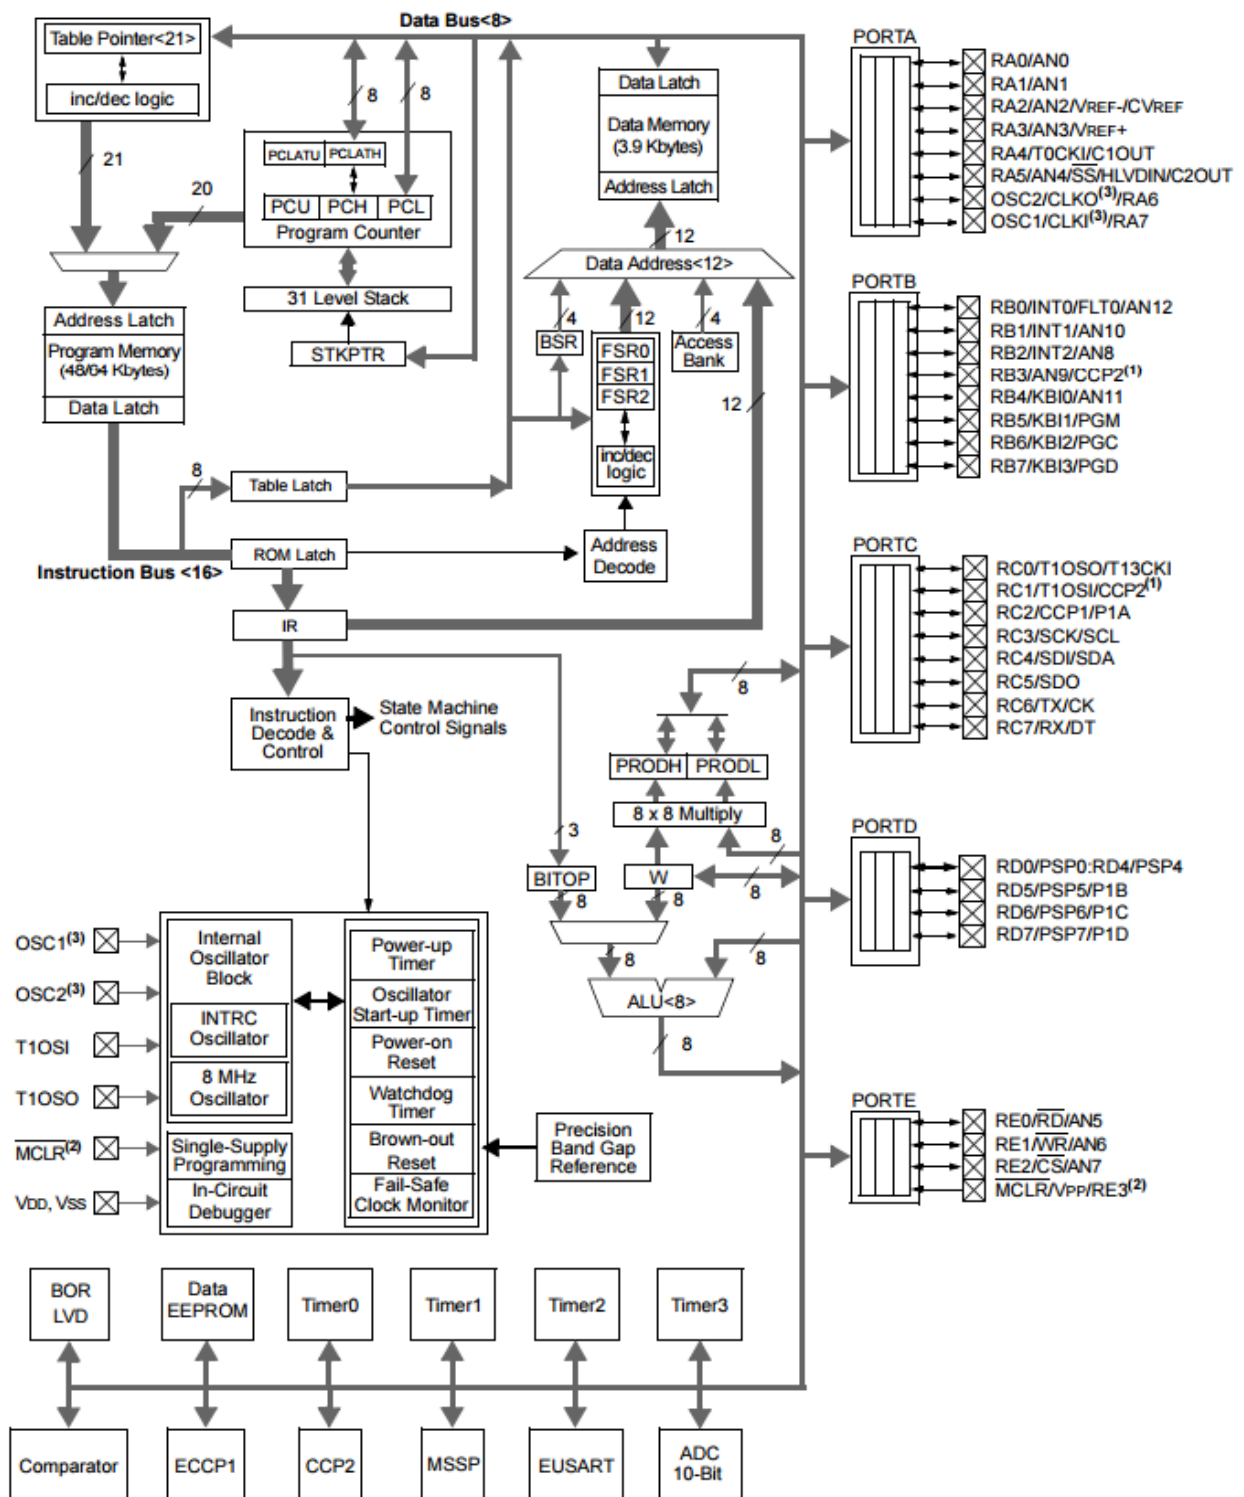 Data Bus<8>
Table Pointer<21>
inc/dec logic
21
20
8
8
PCLATU
PCLATH
PCU
PCH
PCL
Program Counter
31 Level Stack
STKPTR
Address Latch
Program Memory
(48/64 Kbytes)
Data Latch
8
Table Latch
ROM Latch
Instruction Bus <16>
IR
Data Latch
Data Memory
(3.9 Kbytes)
Address Latch
12
Data Address<12>
4
12
4
BSR
FSR0
FSR1
FSR2
Access
Bank
12
inc/dec
logic
Address
Decode
Instruction
Decode &
Control
State Machine
Control Signals
8
PRODH
PRODL
8 x 8 Multiply
3
8
BITOP
W
8
8
8
8
8
ALU<8>
8
OSC1(3)
OSC2(3)
T1OSI
T1OSO
MCLR(2)
VDD, VSS
Internal
Oscillator
Block
INTRC
Oscillator
8 MHz
Oscillator
Single-Supply
Programming
In-Circuit
Debugger
Power-up
Timer
Oscillator
Start-up Timer
Power-on
Reset
Watchdog
Timer
Brown-out
Reset
Fail-Safe
Clock Monitor
Precision
Band Gap
Reference
PORTA
RA0/AN0
RA1/AN1
RA2/AN2/VREF-/CVREF
RA3/AN3/VREF+
RA4/T0CKI/C1OUT
RA5/AN4/SS/HLVDIN/C2OUT
OSC2/CLKO(3)/RA6
OSC1/CLKI(3)/RA7
PORTB
RB0/INT0/FLT0/AN12
RB1/INT1/AN10
RB2/INT2/AN8
RB3/AN9/CCP2(1)
RB4/KBI0/AN11
RB5/KBI1/PGM
RB6/KBI2/PGC
RB7/KBI3/PGD
PORTC
RC0/T1OSO/T13CKI
RC1/T1OSI/CCP2(1)
RC2/CCP1/P1A
RC3/SCK/SCL
RC4/SDI/SDA
RC5/SDO
RC6/TX/CK
RC7/RX/DT
PORTD
RD0/PSP0:RD4/PSP4
RD5/PSP5/P1B
RD6/PSP6/P1C
RD7/PSP7/P1D
PORTE
RE0/RD/AN5
RE1/WR/AN6
RE2/CS/AN7
MCLR/VPP/RE3(2)
BOR
LVD
Data
EEPROM
Timer0
Timer1
Timer2
Timer3
Comparator
ECCP1
CCP2
MSSP
EUSART
ADC
10-Bit